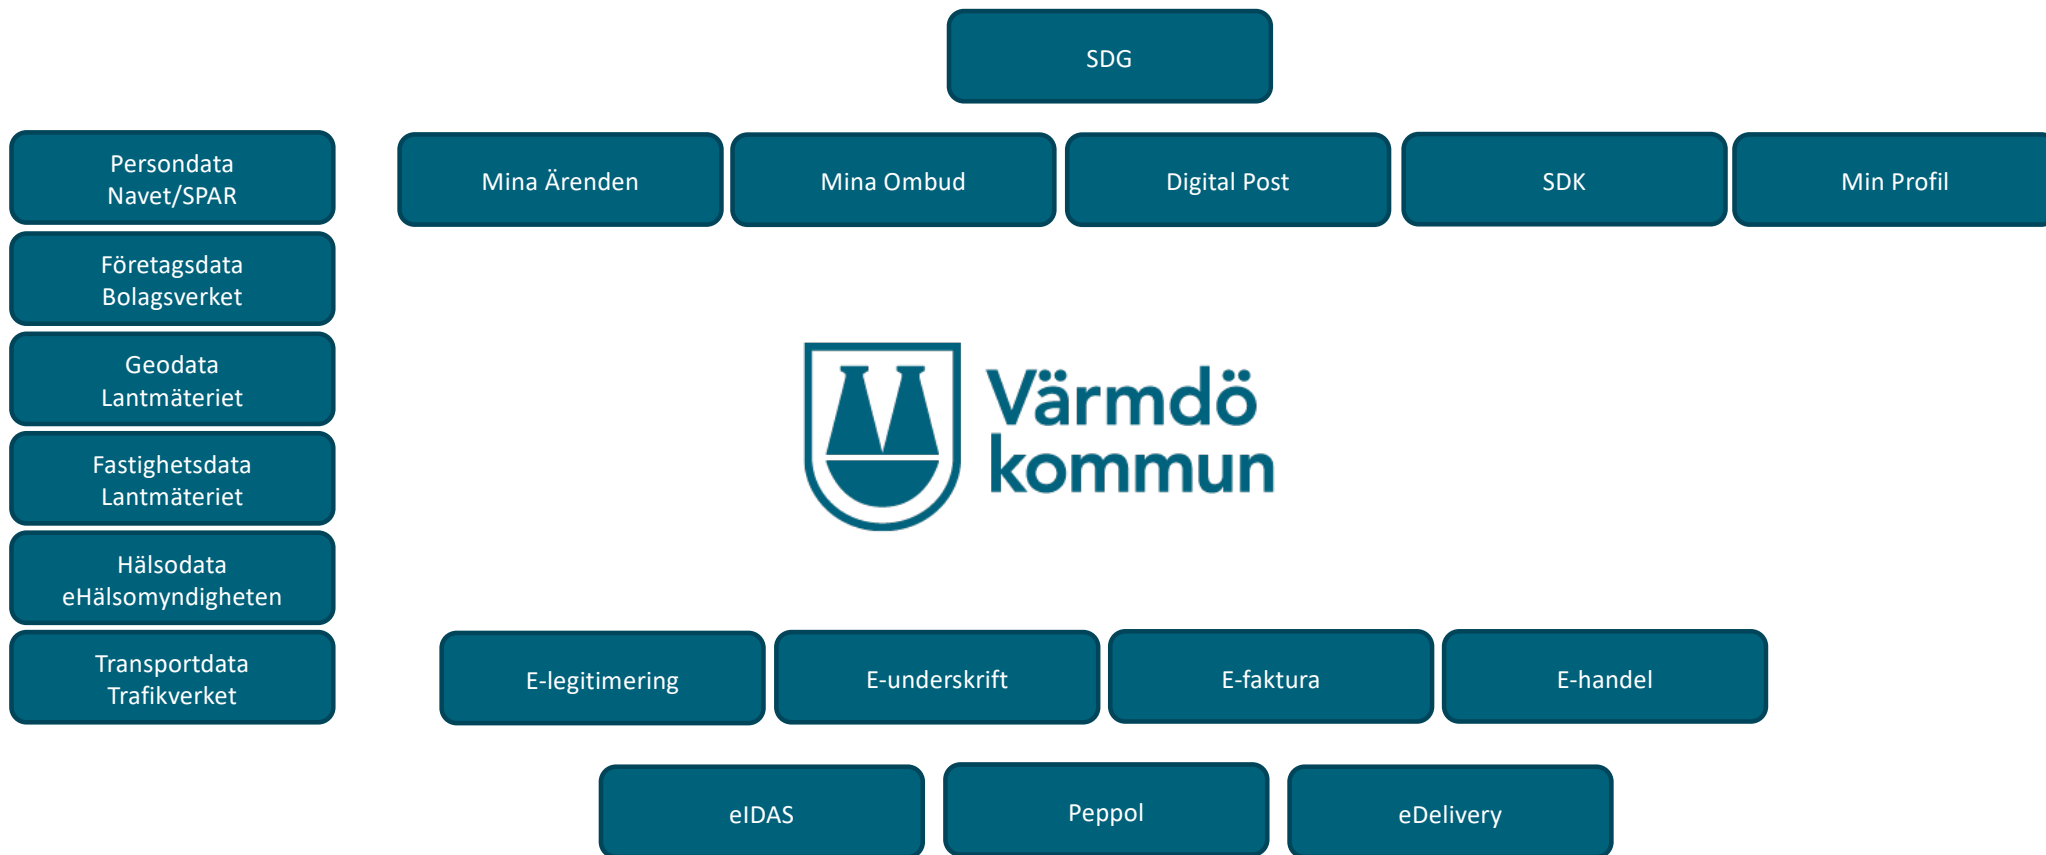 SDG
Persondata
Navet/SPAR
Mina Ärenden
Mina Ombud
Digital Post
SDK
Min Profil
Företagsdata
Bolagsverket
Geodata
Lantmäteriet
Fastighetsdata
Lantmäteriet
Hälsodata
eHälsomyndigheten
Transportdata
Trafikverket
Värmdö
kommun
E-legitimering
E-underskrift
E-faktura
E-handel
eIDAS
Peppol
eDelivery